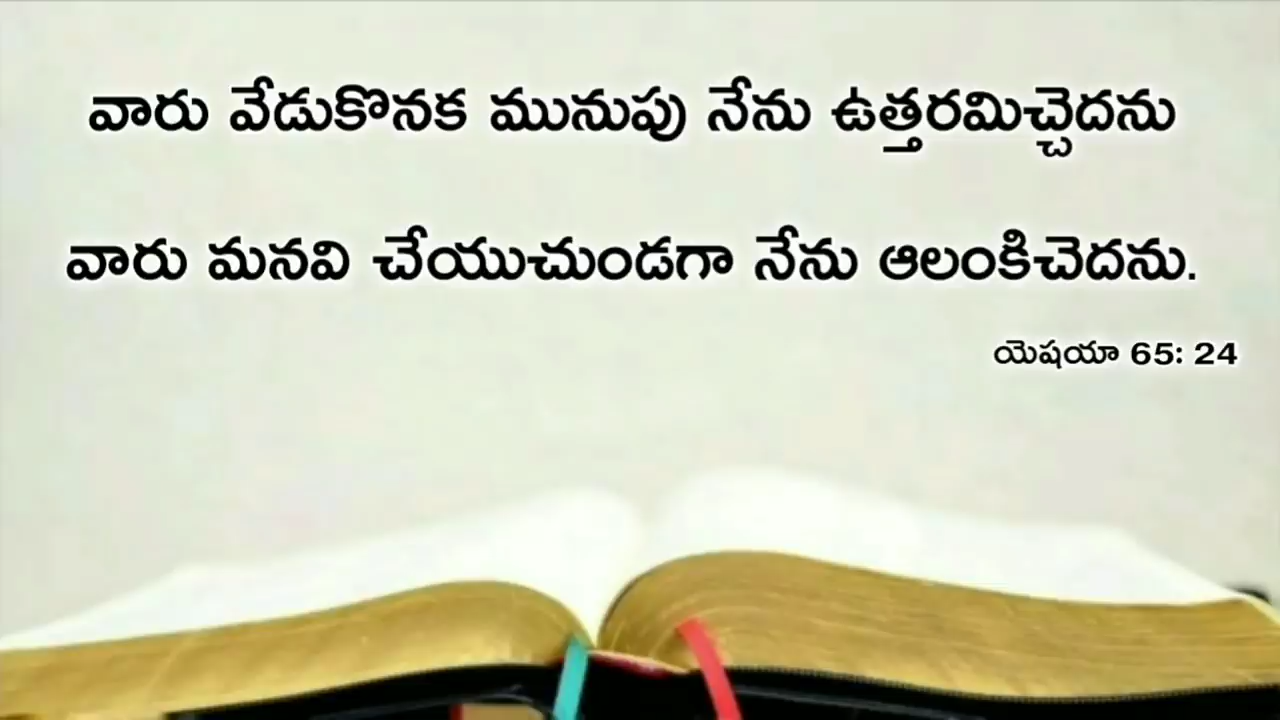 వారు వేడుకొనక మునుపు నేను ఉత్తరమిచ్చెదను
వారు మనవి చేయుచుండగా నేను ఆలంకిచెదను.
యెషయా 65: 24